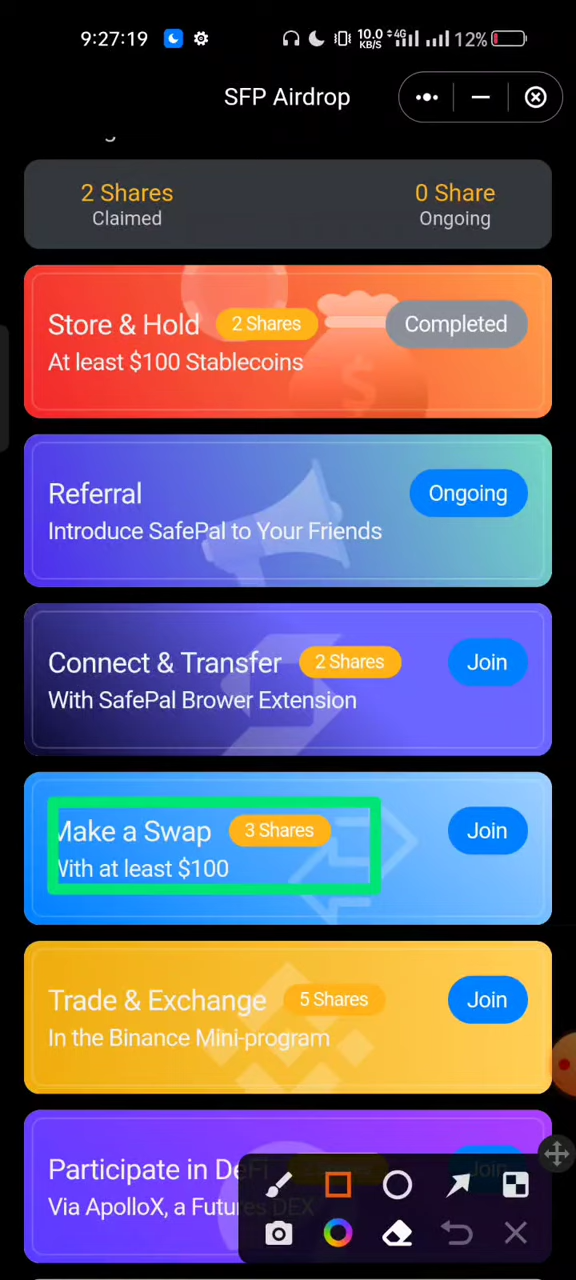 9:27:19
10.0 KB/S 4G 12%
SFP Airdrop
2 Shares
Claimed
0 Share
Ongoing
Store & Hold 2 Shares Completed
At least $100 Stablecoins
Referral Ongoing
Introduce SafePal to Your Friends
Connect & Transfer 2 Shares Join
With SafePal Brower Extension
Make a Swap 3 Shares Join
With at least $100
Trade & Exchange 5 Shares Join
In the Binance Mini-program
Participate in DeFi Join
Via ApolloX, a Futures DEX